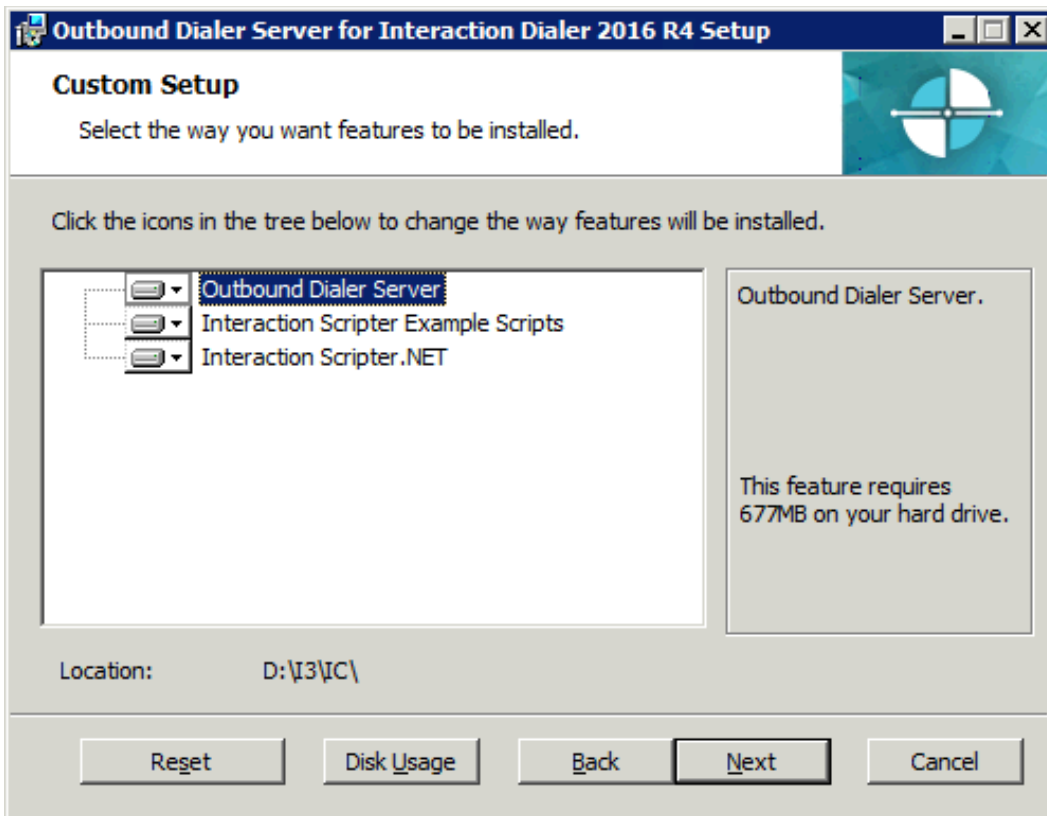 Outbound Dialer Server for Interaction Dialer 2016 R4 Setup
Custom Setup
Select the way you want features to be installed.
Click the icons in the tree below to change the way features will be installed.
Outbound Dialer Server
Interaction Scripter Example Scripts
Interaction Scripter.NET
Outbound Dialer Server.
This feature requires
677MB on your hard drive.
Location: D:\I3\IC\
Reset Disk Usage Back Next Cancel